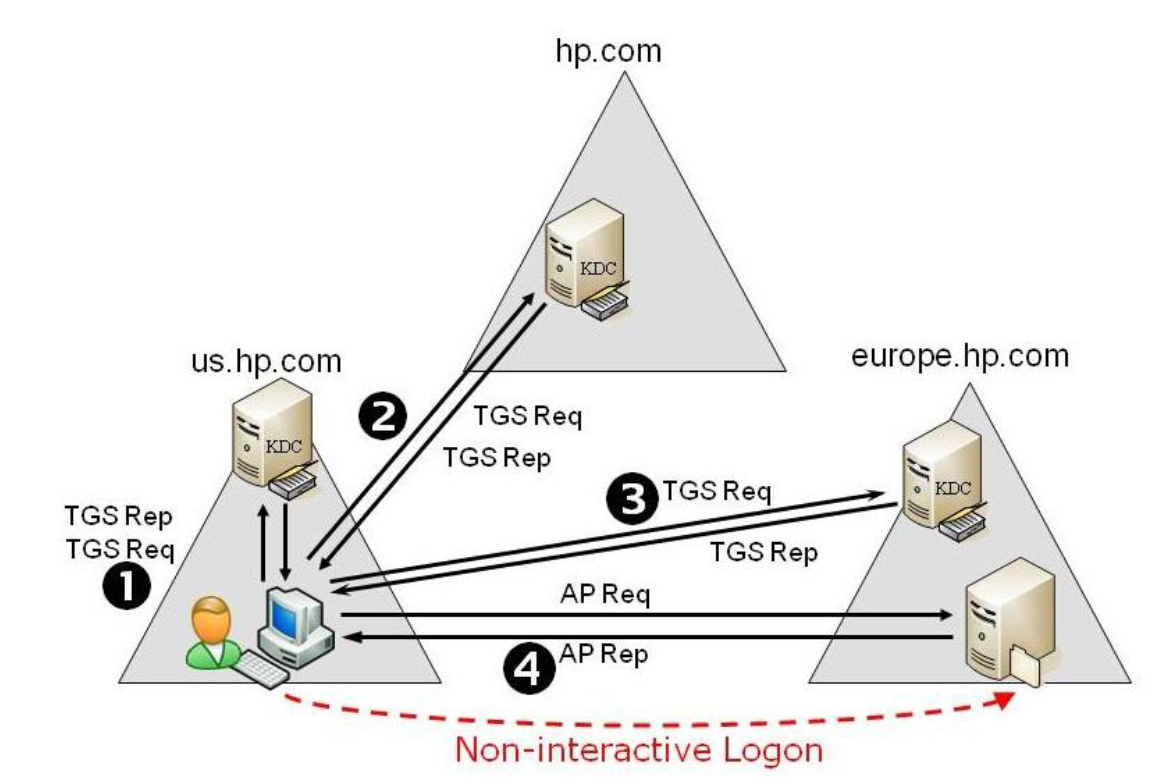 hp.com
KDC
us.hp.com
europe.hp.com
KDC
2
TGS Req
TGS Rep
KDC
3
TGS Req
TGS Rep
TGS Rep
TGS Req
1
AP Req
4
AP Rep
Non-interactive Logon